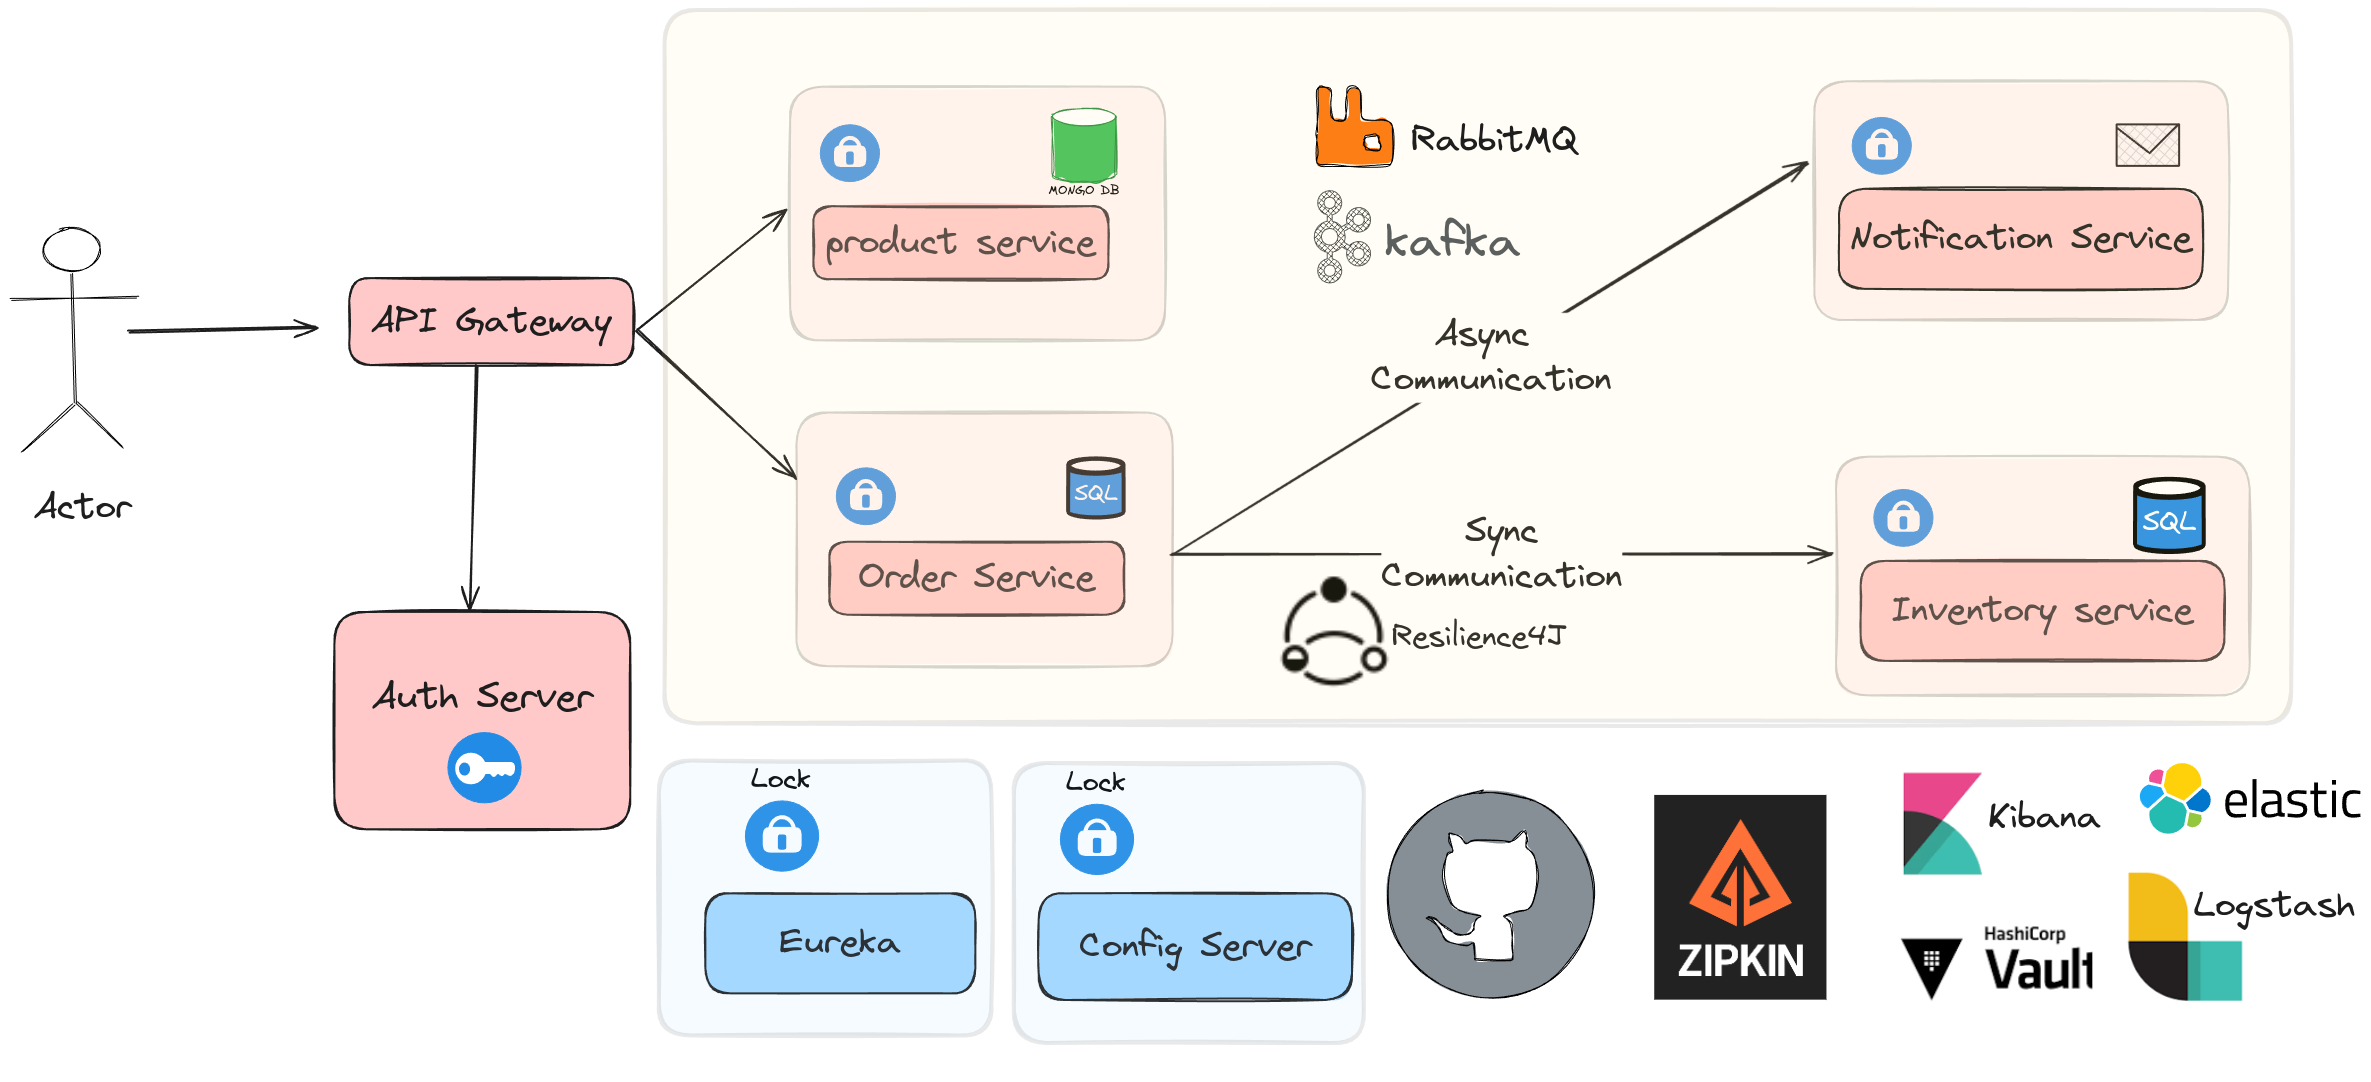 MONGO DB
product service
RabbitMQ
kafka
Notification Service
API Gateway
Actor
Async
Communication
SQL
Order Service
Sync
Communication
Resilience4J
SQL
Inventory service
Auth Server
Lock
Eureka
Lock
Config Server
ZIPKIN
Kibana
elastic
HashiCorp
Vault
Logstash